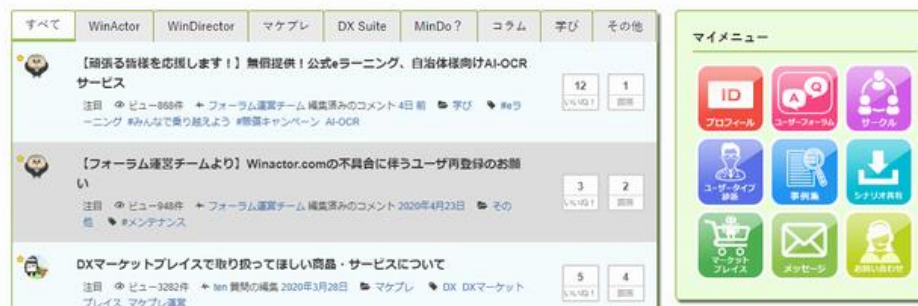 すべて WinActor WinDirector マケプレ DX Suite MinDo？ コラム 学び その他
【頑張る皆様を応援します！】無償提供！公式eラーニング、自治体様向けAI-OCR
サービス
12 1
いいね！ 回答
注目 ビュー868件 フォーラム運営チーム 編集済みのコメント 4日 前 学び #eラ
ーニング #みんなで乗り越えよう #無償キャンペーン AI-OCR
【フォーラム運営チームより】Winactor.comの不具合に伴うユーザ再登録のお願
い
3 2
いいね！ 回答
注目 ビュー948件 フォーラム運営チーム 編集済みのコメント 2020年4月23日 その
他 #メンテナンス
DXマーケットプレイスで取り扱ってほしい商品・サービスについて
5 4
いいね！ 回答
注目 ビュー3282件 ten 質問の編集 2020年3月28日 マケプレ DX DXマーケット
プレイス マケプレ運営
マイメニュー
ID
プロフィール
Q A
ユーザーフォーラム
サークル
ユーザータイプ
診断
事例集
シナリオ共有
マーケット
プレイス
メッセージ
お問い合わせ